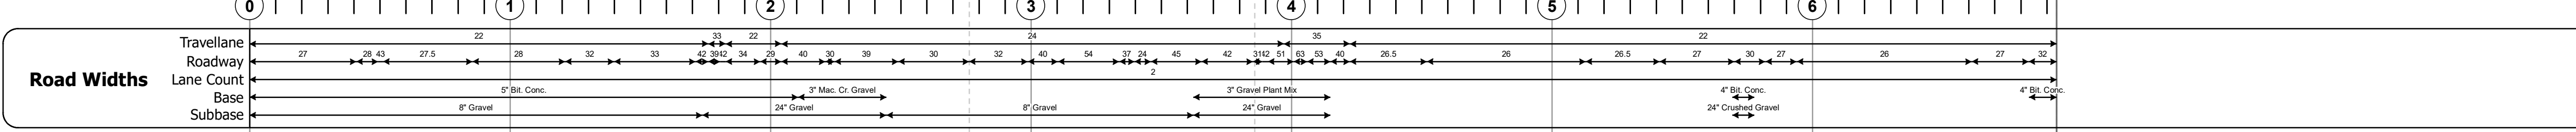 0 1 2 3 4 5 6
Road Widths
Travellane 22 33 22 24 35 22
Roadway 27 28 43 27.5 28 32 33 42 39 42 34 29 40 30 39 30 32 40 54 37 24 45 42 31 42 51 63 53 40 26.5 26 26.5 27 30 27 26 27 32
Lane Count 2
Base 5" Bit. Conc. 3" Mac. Cr. Gravel 3" Gravel Plant Mix 4" Bit. Conc. 4" Bit. Conc.
Subbase 8" Gravel 24" Gravel 8" Gravel 24" Gravel 24" Crushed Gravel